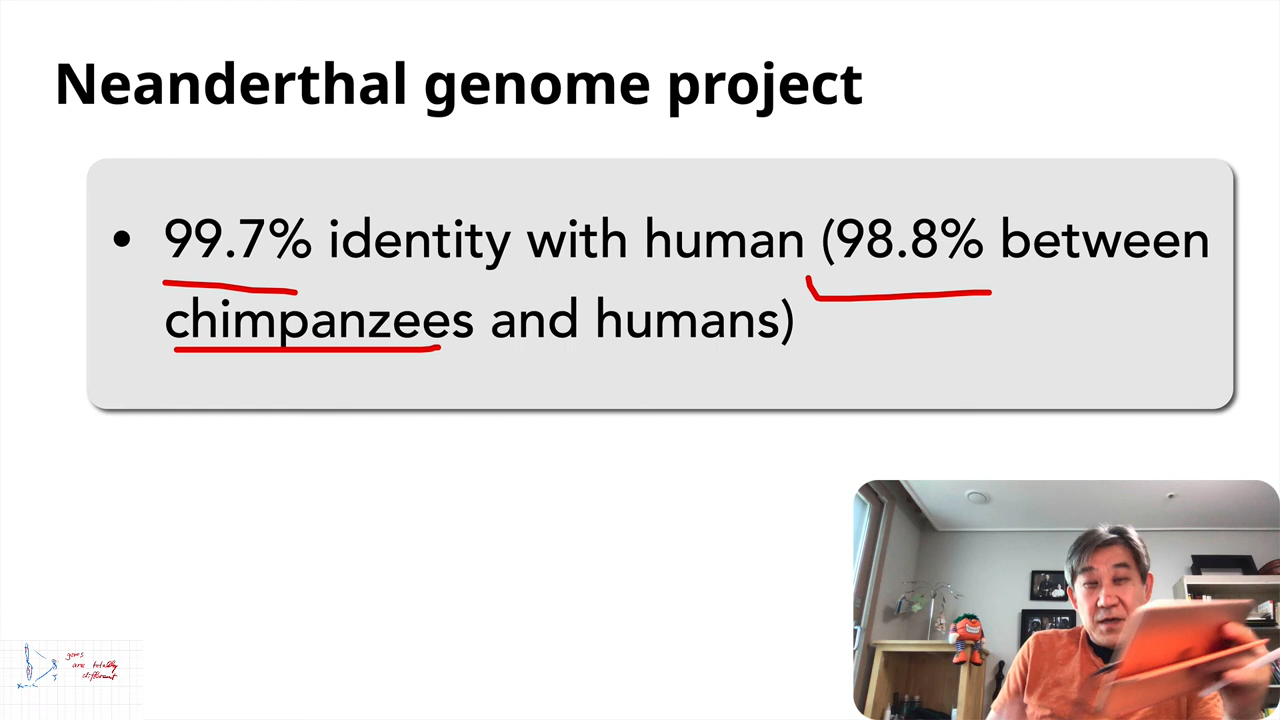 Neanderthal genome project
• 99.7% identity with human (98.8% between
chimpanzees and humans)
genes
are totally
different